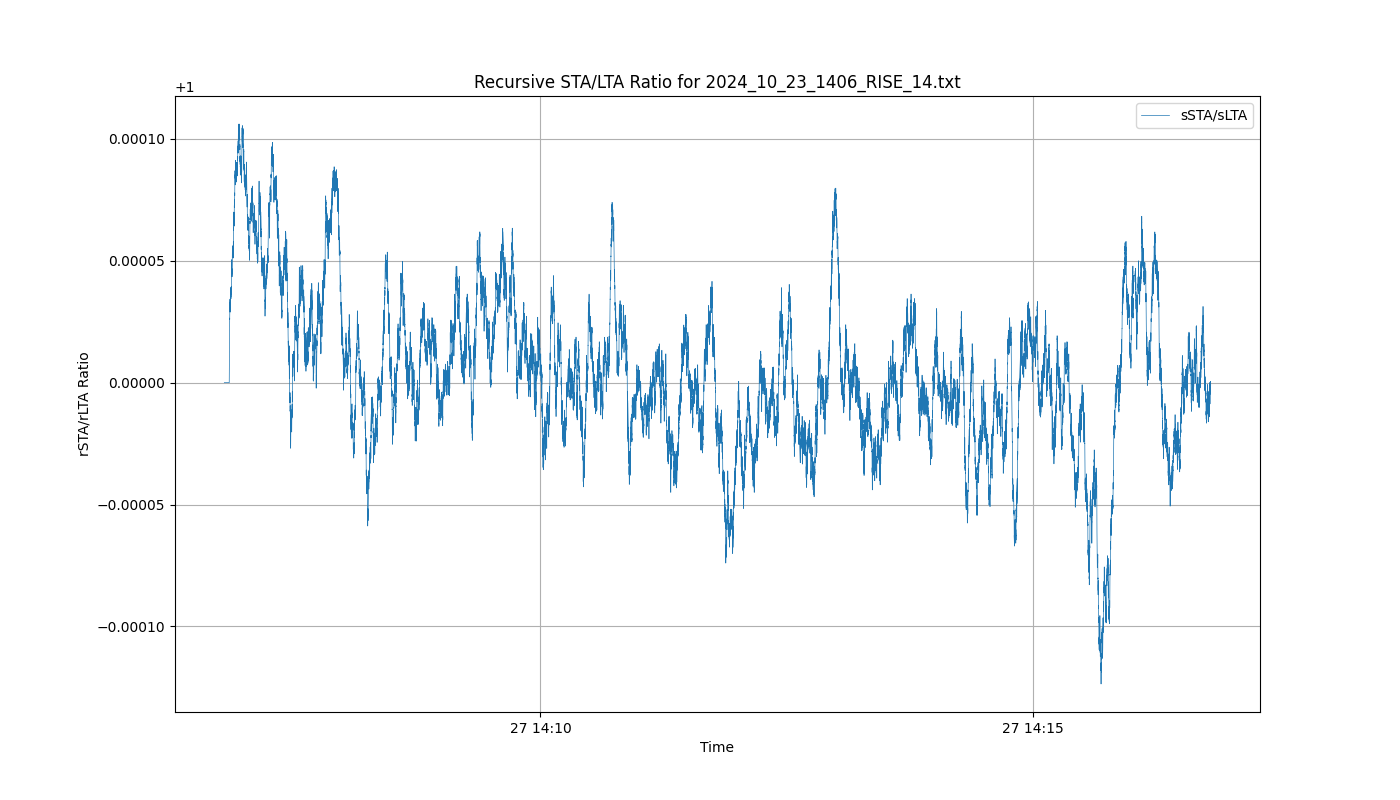 Recursive STA/LTA Ratio for 2024_10_23_1406_RISE_14.txt
+1
sSTA/sLTA
0.00010
0.00005
0.00000
−0.00005
−0.00010
rSTA/rLTA Ratio
27 14:10
27 14:15
Time